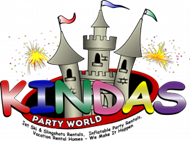 KINDAS
PARTY WORLD
Jet Ski & Slingshots Rentals, Inflatable Party Rentals-
Vacation Rental Homes - We Make It Happen